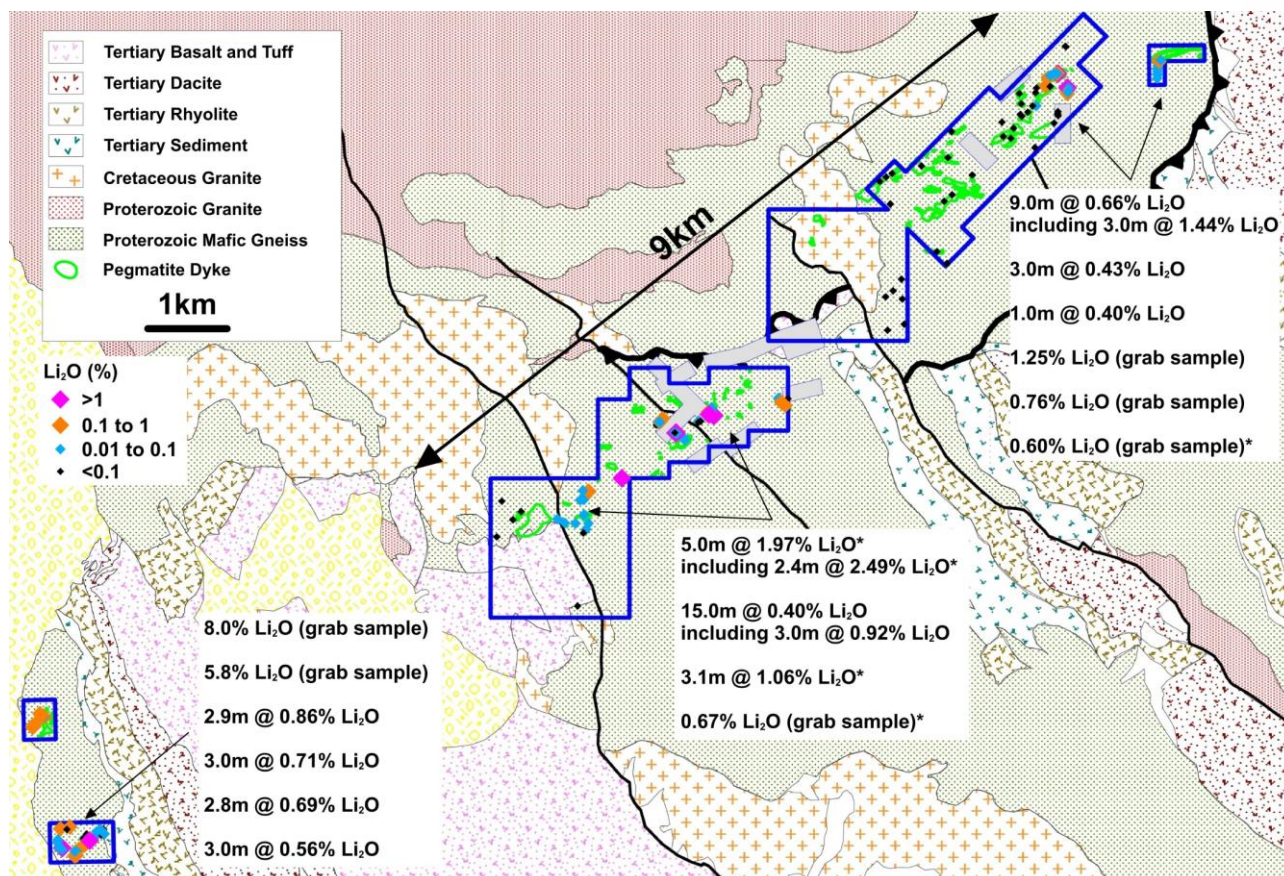 Tertiary Basalt and Tuff
Tertiary Dacite
Tertiary Rhyolite
Tertiary Sediment
Cretaceous Granite
Proterozoic Granite
Proterozoic Mafic Gneiss
Pegmatite Dyke
1km
Li₂O (%)
>1
0.1 to 1
0.01 to 0.1
<0.1
9km
9.0m @ 0.66% Li₂O
including 3.0m @ 1.44% Li₂O
3.0m @ 0.43% Li₂O
1.0m @ 0.40% Li₂O
1.25% Li₂O (grab sample)
0.76% Li₂O (grab sample)
0.60% Li₂O (grab sample)*
5.0m @ 1.97% Li₂O*
including 2.4m @ 2.49% Li₂O*
15.0m @ 0.40% Li₂O
including 3.0m @ 0.92% Li₂O
3.1m @ 1.06% Li₂O*
0.67% Li₂O (grab sample)*
8.0% Li₂O (grab sample)
5.8% Li₂O (grab sample)
2.9m @ 0.86% Li₂O
3.0m @ 0.71% Li₂O
2.8m @ 0.69% Li₂O
3.0m @ 0.56% Li₂O